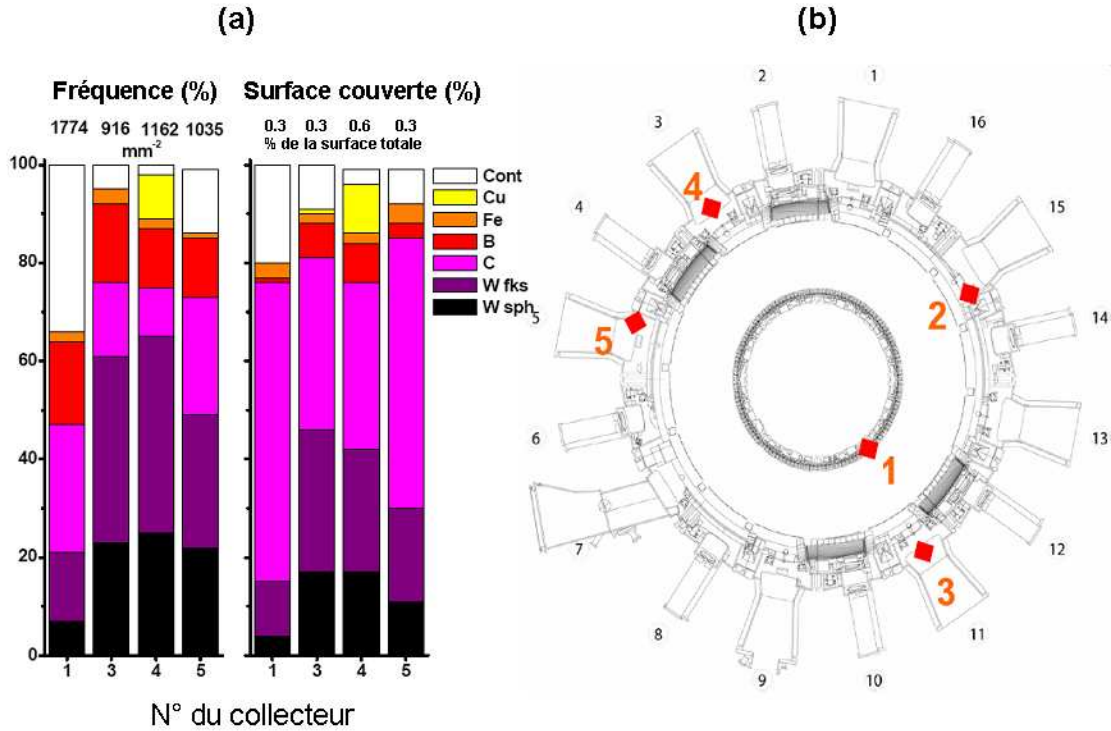 (a)
Fréquence (%)
Surface couverte (%)
1774 916 1162 1035
mm-2
0.3 0.3 0.6 0.3
% de la surface totale
100
80
60
40
20
0
1 3 4 5
1 3 4 5
N° du collecteur
Cont
Cu
Fe
B
C
W fks
W sph
(b)
1
2
3
4
5
6
7
8
9
10
11
12
13
14
15
16
4
2
5
1
3